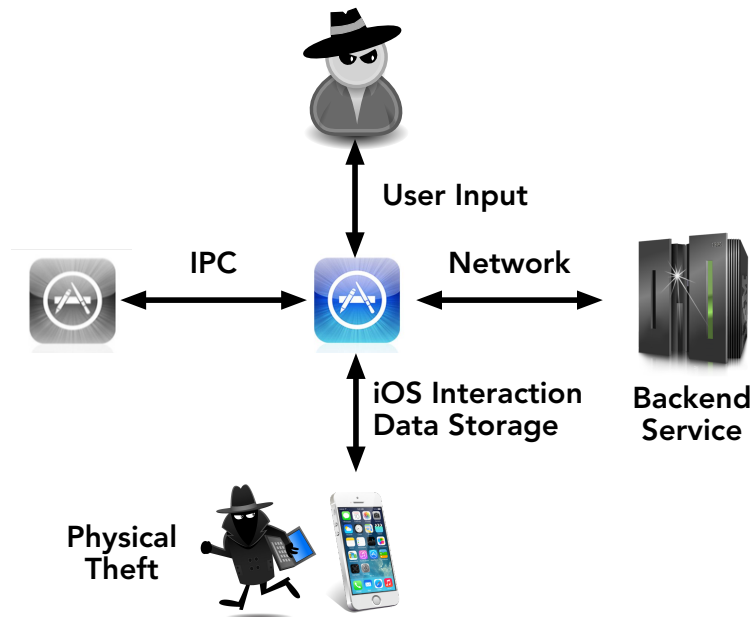 User Input
IPC
Network
iOS Interaction
Data Storage
Backend
Service
Physical
Theft